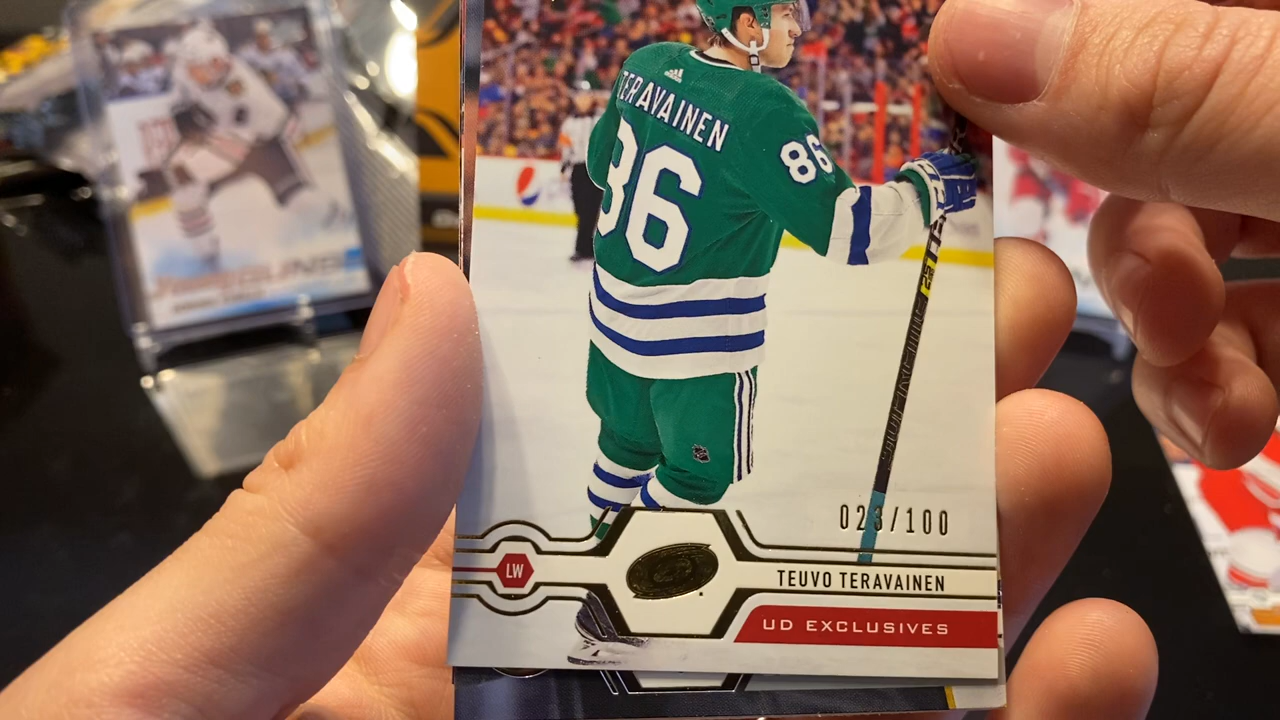 TERAVAINEN
86
86
023/100
LW
TEUVO TERAVAINEN
UD EXCLUSIVES